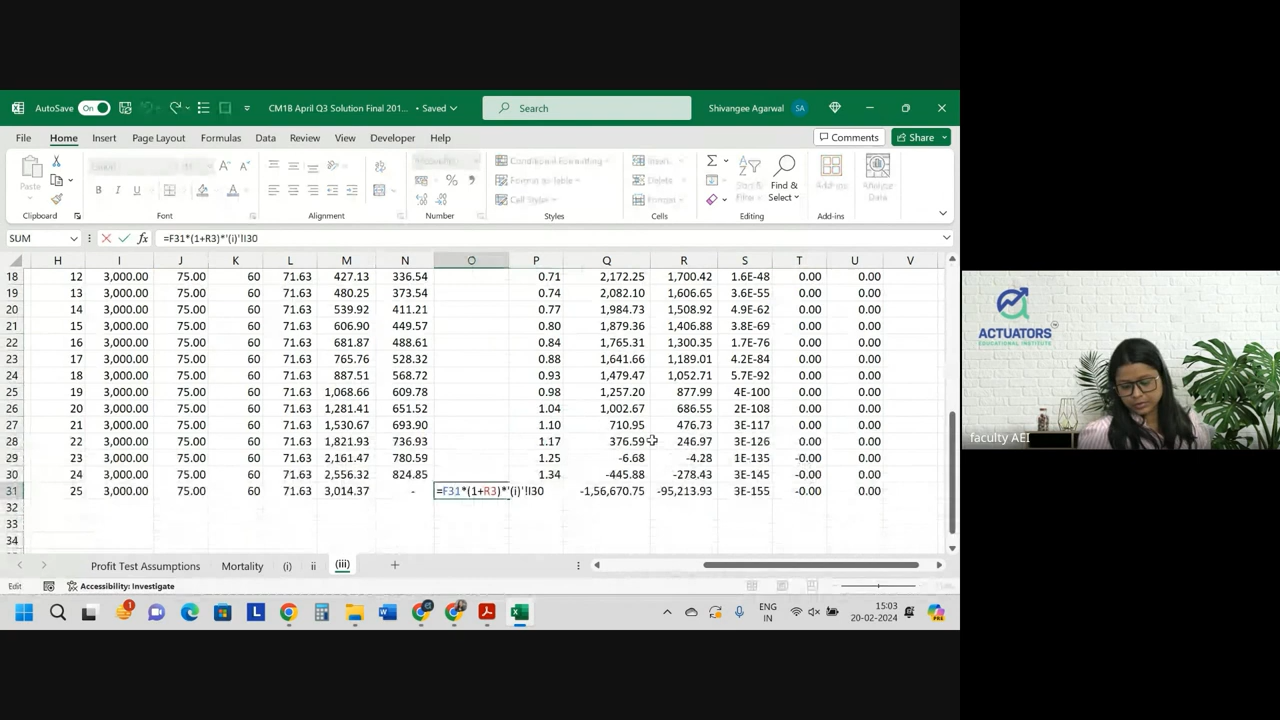 AutoSave On CM1B April Q3 Solution Final 201... • Saved Search Shivangee Agarwal SA
File Home Insert Page Layout Formulas Data Review View Developer Help Comments Share
Paste Conditional Formatting Format as Table Cell Styles Insert Delete Format Sort & Filter Find & Select Add-ins Analyze Data
Clipboard Font Alignment Number Styles Cells Editing Add-ins
SUM fx =F31*(1+R3)*'(i)'!I30
H I J K L M N O P Q R S T U V
18 12 3,000.00 75.00 60 71.63 427.13 336.54 0.71 2,172.25 1,700.42 1.6E-48 0.00 0.00
19 13 3,000.00 75.00 60 71.63 480.25 373.54 0.74 2,082.10 1,606.65 3.6E-55 0.00 0.00
20 14 3,000.00 75.00 60 71.63 539.92 411.21 0.77 1,984.73 1,508.92 4.9E-62 0.00 0.00
21 15 3,000.00 75.00 60 71.63 606.90 449.57 0.80 1,879.36 1,406.88 3.8E-69 0.00 0.00
22 16 3,000.00 75.00 60 71.63 681.87 488.61 0.84 1,765.31 1,300.35 1.7E-76 0.00 0.00
23 17 3,000.00 75.00 60 71.63 765.76 528.32 0.88 1,641.66 1,189.01 4.2E-84 0.00 0.00
24 18 3,000.00 75.00 60 71.63 887.51 568.72 0.93 1,479.47 1,052.71 5.7E-92 0.00 0.00
25 19 3,000.00 75.00 60 71.63 1,068.66 609.78 0.98 1,257.20 877.99 4E-100 0.00 0.00
26 20 3,000.00 75.00 60 71.63 1,281.41 651.52 1.04 1,002.67 686.55 2E-108 0.00 0.00
27 21 3,000.00 75.00 60 71.63 1,530.67 693.90 1.10 710.95 476.73 3E-117 0.00 0.00
28 22 3,000.00 75.00 60 71.63 1,821.93 736.93 1.17 376.59 246.97 3E-126 0.00 0.00
29 23 3,000.00 75.00 60 71.63 2,161.47 780.59 1.25 -6.68 -4.28 1E-135 -0.00 0.00
30 24 3,000.00 75.00 60 71.63 2,556.32 824.85 1.34 -445.88 -278.43 3E-145 -0.00 0.00
31 25 3,000.00 75.00 60 71.63 3,014.37 - =F31*(1+R3)*'(i)'!I30 -1,56,670.75 -95,213.93 3E-155 -0.00 0.00
32
33
34
Profit Test Assumptions Mortality (i) ii (iii)
Edit Accessibility: Investigate
ENG IN 15:03 20-02-2024
ACTUATORS
EDUCATIONAL INSTITUTE
faculty AEI